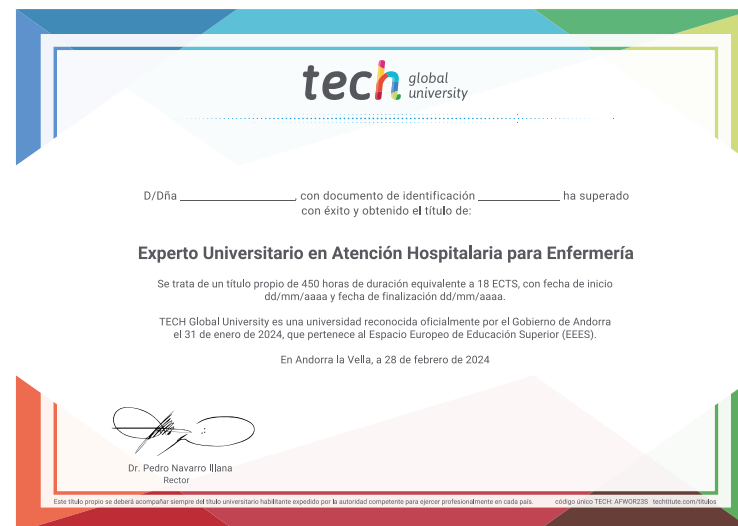 tech global university
D/Dña ____________________, con documento de identificación ______________ ha superado
con éxito y obtenido el título de:
Experto Universitario en Atención Hospitalaria para Enfermería
Se trata de un título propio de 450 horas de duración equivalente a 18 ECTS, con fecha de inicio
dd/mm/aaaa y fecha de finalización dd/mm/aaaa.
TECH Global University es una universidad reconocida oficialmente por el Gobierno de Andorra
el 31 de enero de 2024, que pertenece al Espacio Europeo de Educación Superior (EEES).
En Andorra la Vella, a 28 de febrero de 2024
Dr. Pedro Navarro Illana
Rector
Este título propio se deberá acompañar siempre del título universitario habilitante expedido por la autoridad competente para ejercer profesionalmente en cada país. código único TECH: AFWOR23S techtitute.com/titulos